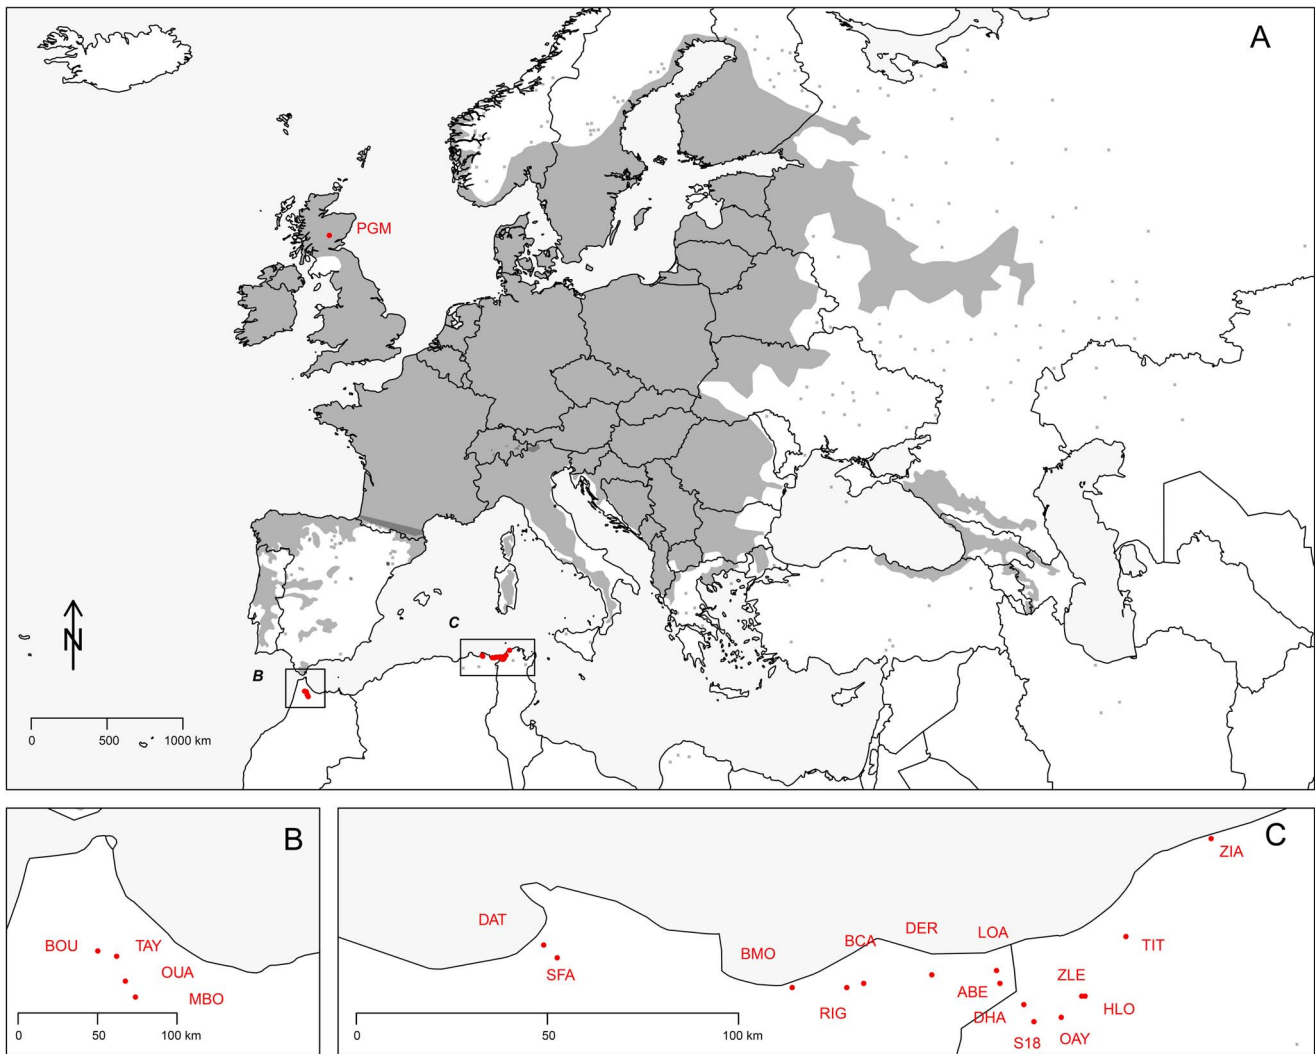 A
PGM
C
B
N
0 500 1000 km
B
BOU TAY
OUA
MBO
0 50 100 km
C
ZIA
DAT
SFA
BMO
BCA
DER
LOA
TIT
RIG
ABE
ZLE
DHA
HLO
S18
OAY
0 50 100 km